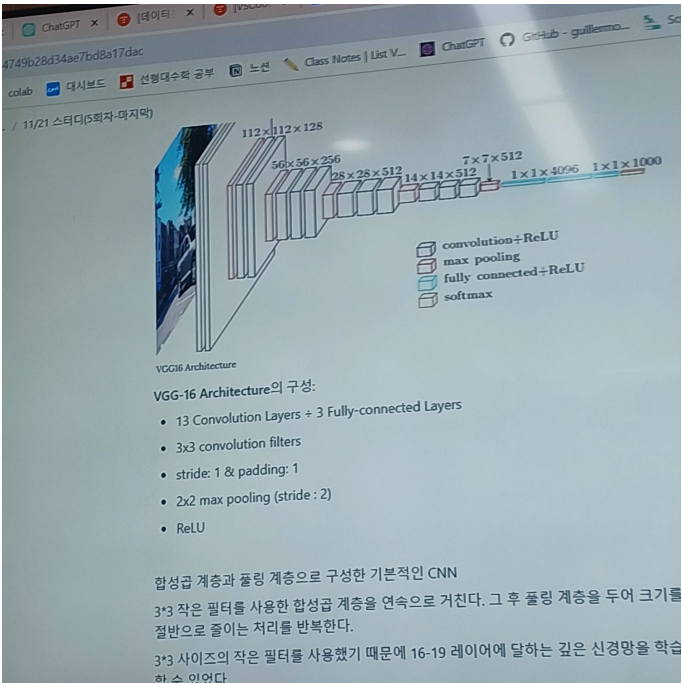 ChatGPT
[데이터
4749b28d34ae7bd8a17dac
colab 대시보드 선형대수학 공부 노션 Class Notes | List V... ChatGPT GitHub - guillermo...
/ 11/21 스터디(5회차-마지막)
112×112×128
56×56×256
28×28×512
14×14×512
7×7×512
1×1×4096 1×1×1000
convolution+ReLU
max pooling
fully connected+ReLU
softmax
VGG16 Architecture
VGG-16 Architecture의 구성:
• 13 Convolution Layers + 3 Fully-connected Layers
• 3x3 convolution filters
• stride: 1 & padding: 1
• 2x2 max pooling (stride : 2)
• ReLU
합성곱 계층과 풀링 계층으로 구성한 기본적인 CNN
3*3 작은 필터를 사용한 합성곱 계층을 연속으로 거친다. 그 후 풀링 계층을 두어 크기를
절반으로 줄이는 처리를 반복한다.
3*3 사이즈의 작은 필터를 사용했기 때문에 16-19 레이어에 달하는 깊은 신경망을 학습
할 수 있었다